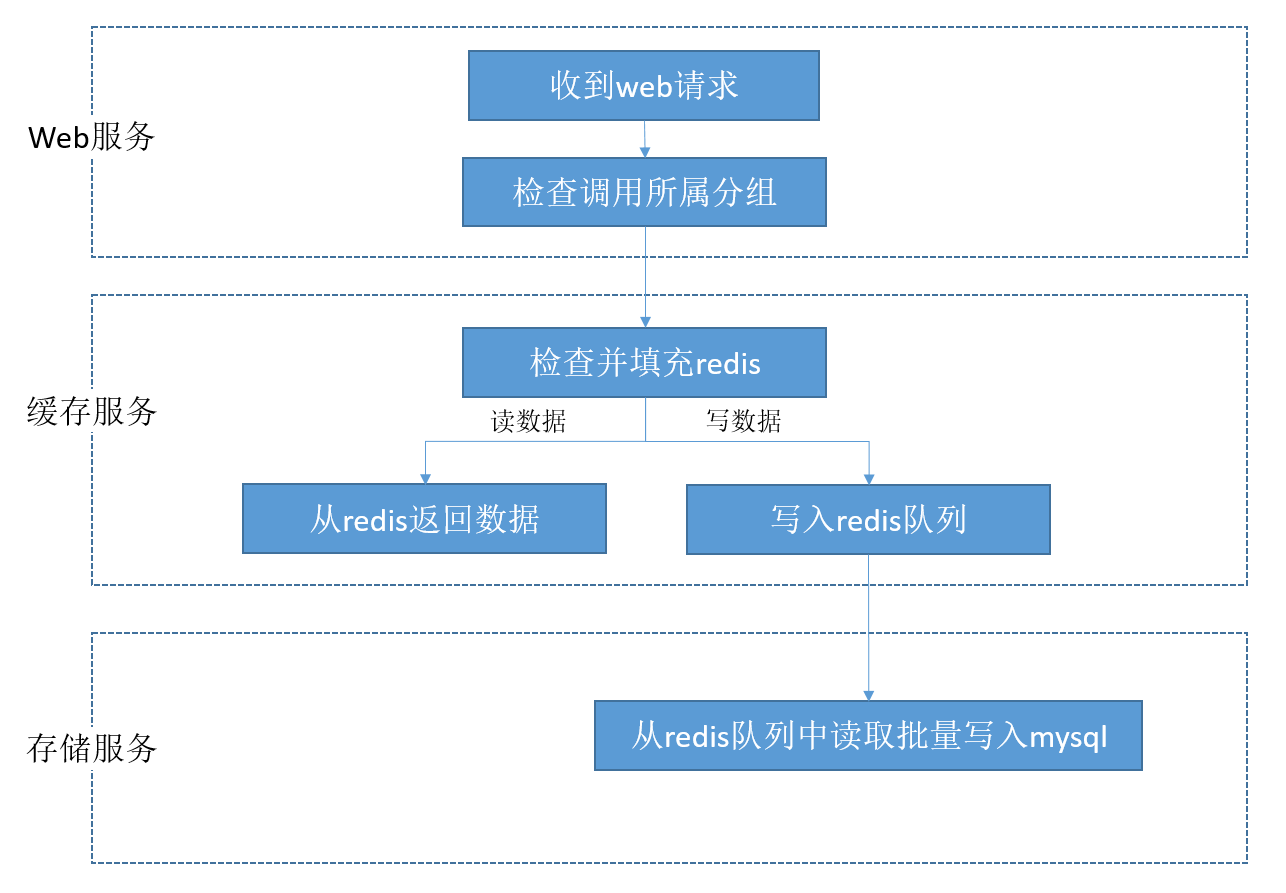 收到web请求
Web服务
检查调用所属分组
检查并填充redis
缓存服务
读数据
写数据
从redis返回数据
写入redis队列
存储服务
从redis队列中读取批量写入mysql